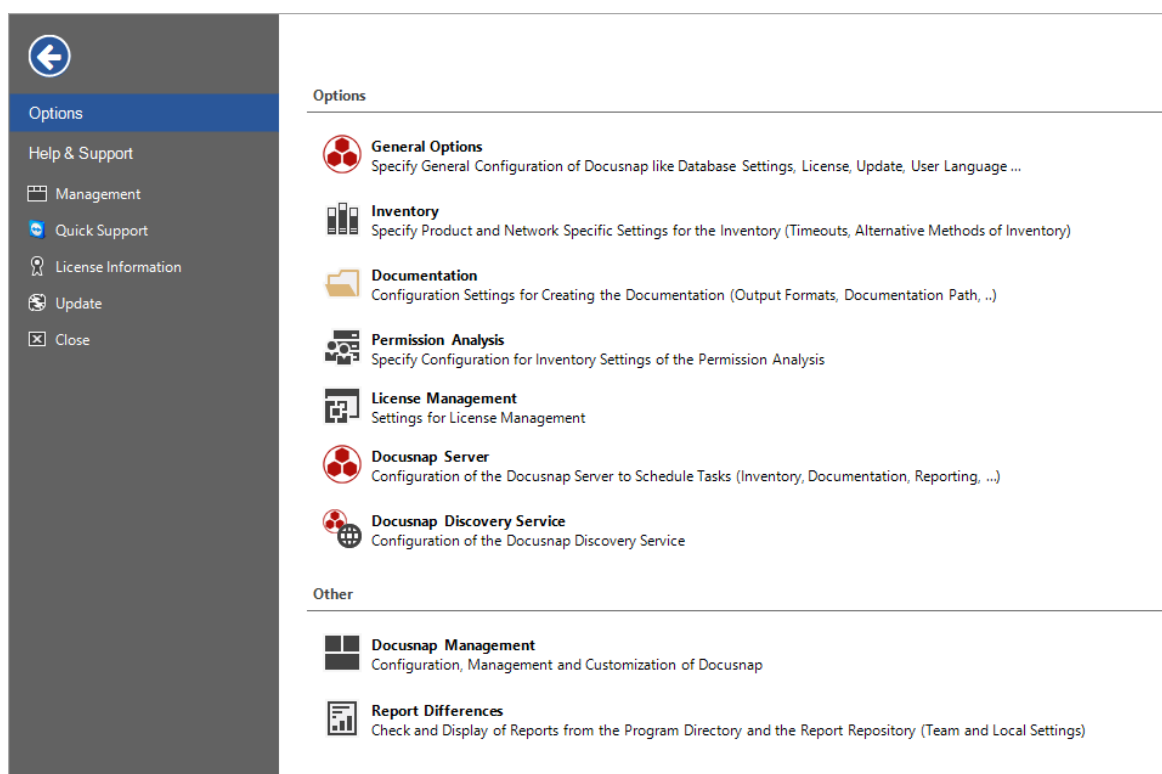 Options
Help & Support
Management
Quick Support
License Information
Update
Close
Options
General Options
Specify General Configuration of Docusnap like Database Settings, License, Update, User Language ...
Inventory
Specify Product and Network Specific Settings for the Inventory (Timeouts, Alternative Methods of Inventory)
Documentation
Configuration Settings for Creating the Documentation (Output Formats, Documentation Path, ..)
Permission Analysis
Specify Configuration for Inventory Settings of the Permission Analysis
License Management
Settings for License Management
Docusnap Server
Configuration of the Docusnap Server to Schedule Tasks (Inventory, Documentation, Reporting, ...)
Docusnap Discovery Service
Configuration of the Docusnap Discovery Service
Other
Docusnap Management
Configuration, Management and Customization of Docusnap
Report Differences
Check and Display of Reports from the Program Directory and the Report Repository (Team and Local Settings)